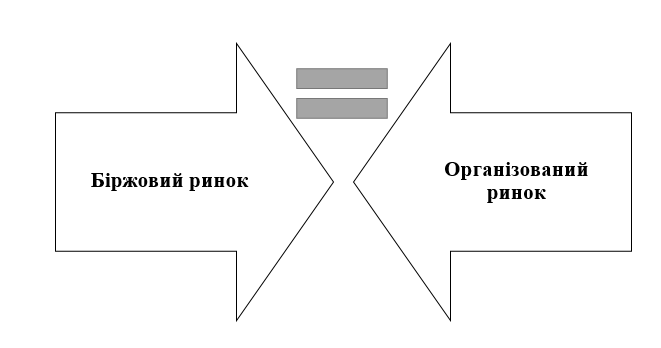 Біржовий ринок
Організований
ринок